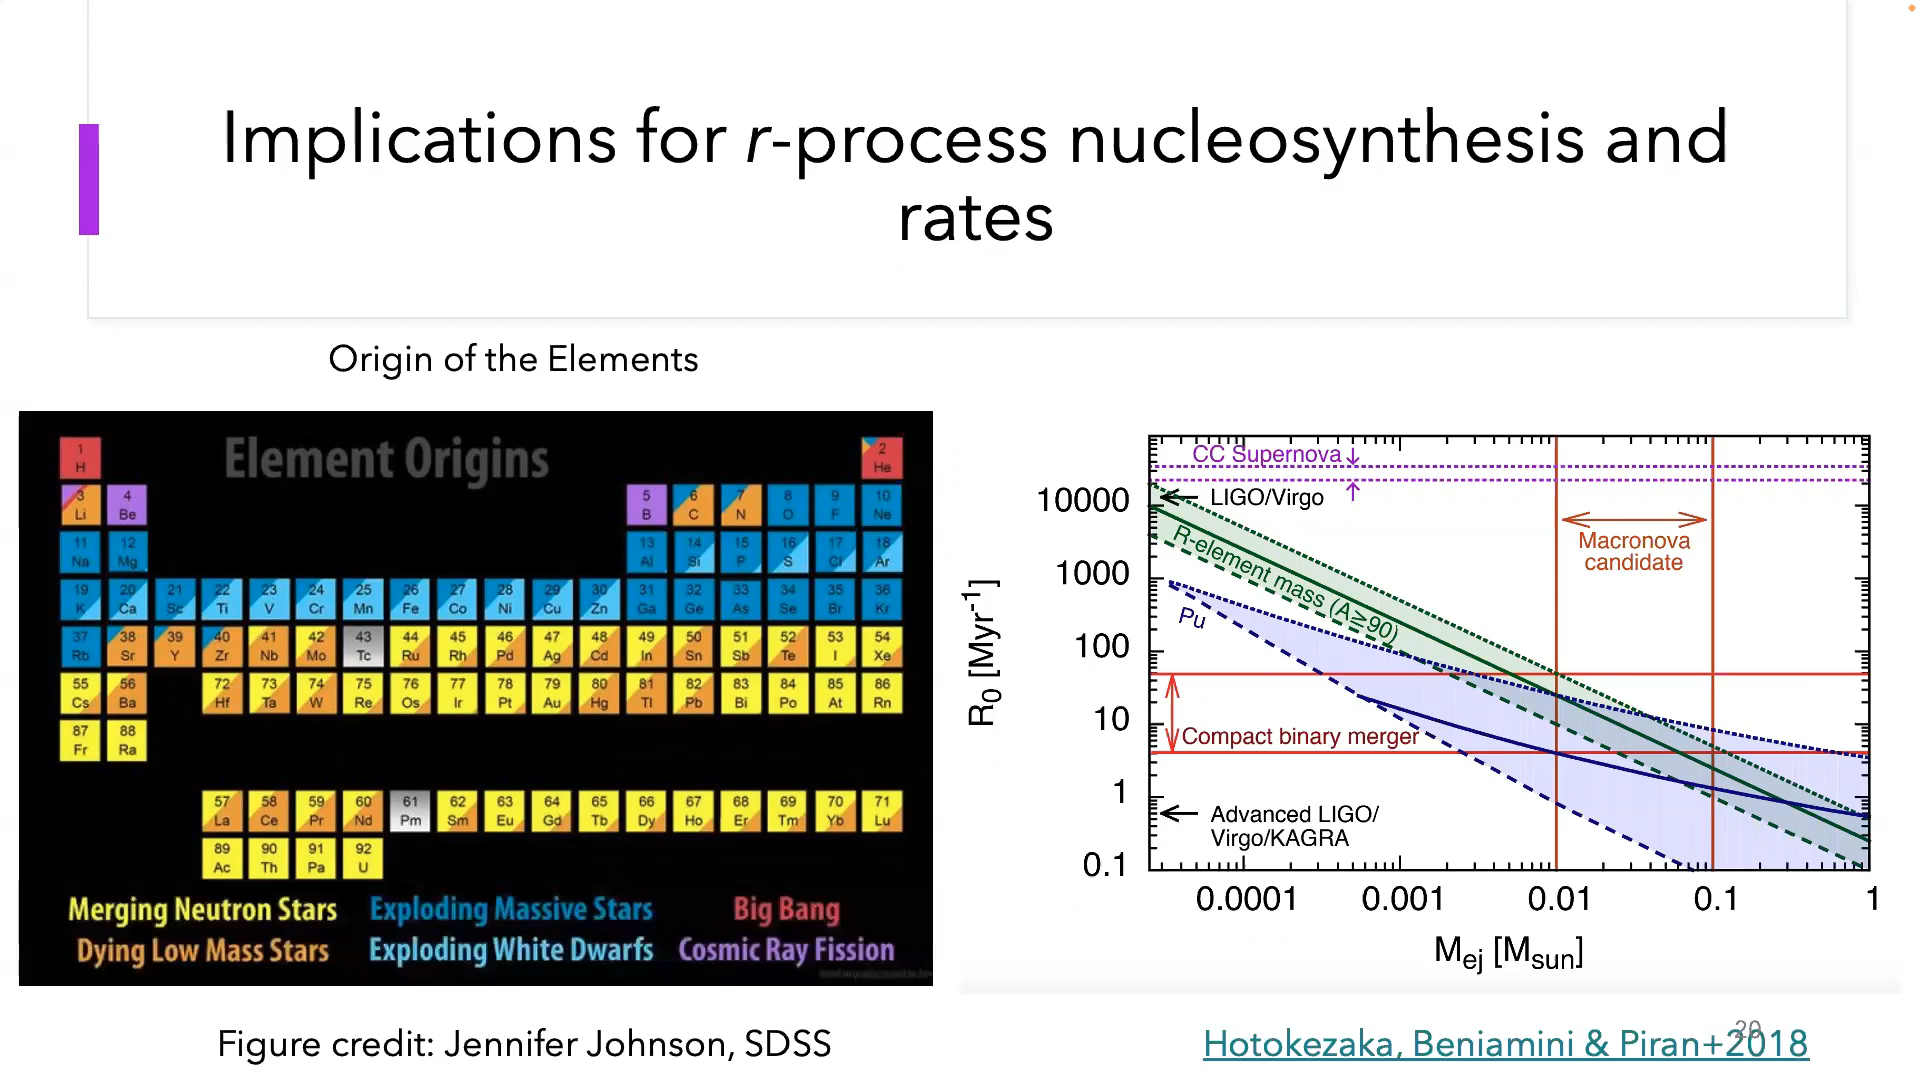 Implications for r-process nucleosynthesis and
rates
Origin of the Elements
Element Origins
1 H
2 He
3 Li
4 Be
5 B
6 C
7 N
8 O
9 F
10 Ne
11 Na
12 Mg
13 Al
14 Si
15 P
16 S
17 Cl
18 Ar
19 K
20 Ca
21 Sc
22 Ti
23 V
24 Cr
25 Mn
26 Fe
27 Co
28 Ni
29 Cu
30 Zn
31 Ga
32 Ge
33 As
34 Se
35 Br
36 Kr
37 Rb
38 Sr
39 Y
40 Zr
41 Nb
42 Mo
43 Tc
44 Ru
45 Rh
46 Pd
47 Ag
48 Cd
49 In
50 Sn
51 Sb
52 Te
53 I
54 Xe
55 Cs
56 Ba
72 Hf
73 Ta
74 W
75 Re
76 Os
77 Ir
78 Pt
79 Au
80 Hg
81 Tl
82 Pb
83 Bi
84 Po
85 At
86 Rn
87 Fr
88 Ra
57 La
58 Ce
59 Pr
60 Nd
61 Pm
62 Sm
63 Eu
64 Gd
65 Tb
66 Dy
67 Ho
68 Er
69 Tm
70 Yb
71 Lu
89 Ac
90 Th
91 Pa
92 U
Merging Neutron Stars
Exploding Massive Stars
Big Bang
Dying Low Mass Stars
Exploding White Dwarfs
Cosmic Ray Fission
Figure credit: Jennifer Johnson, SDSS
R0 [Myr-1]
10000
1000
100
10
1
0.1
CC Supernova
LIGO/Virgo
R-element mass (A≥90)
Macronova
candidate
Pu
Compact binary merger
Advanced LIGO/
Virgo/KAGRA
0.0001
0.001
0.01
0.1
1
Mej [Msun]
Hotokezaka, Beniamini & Piran+2018
20